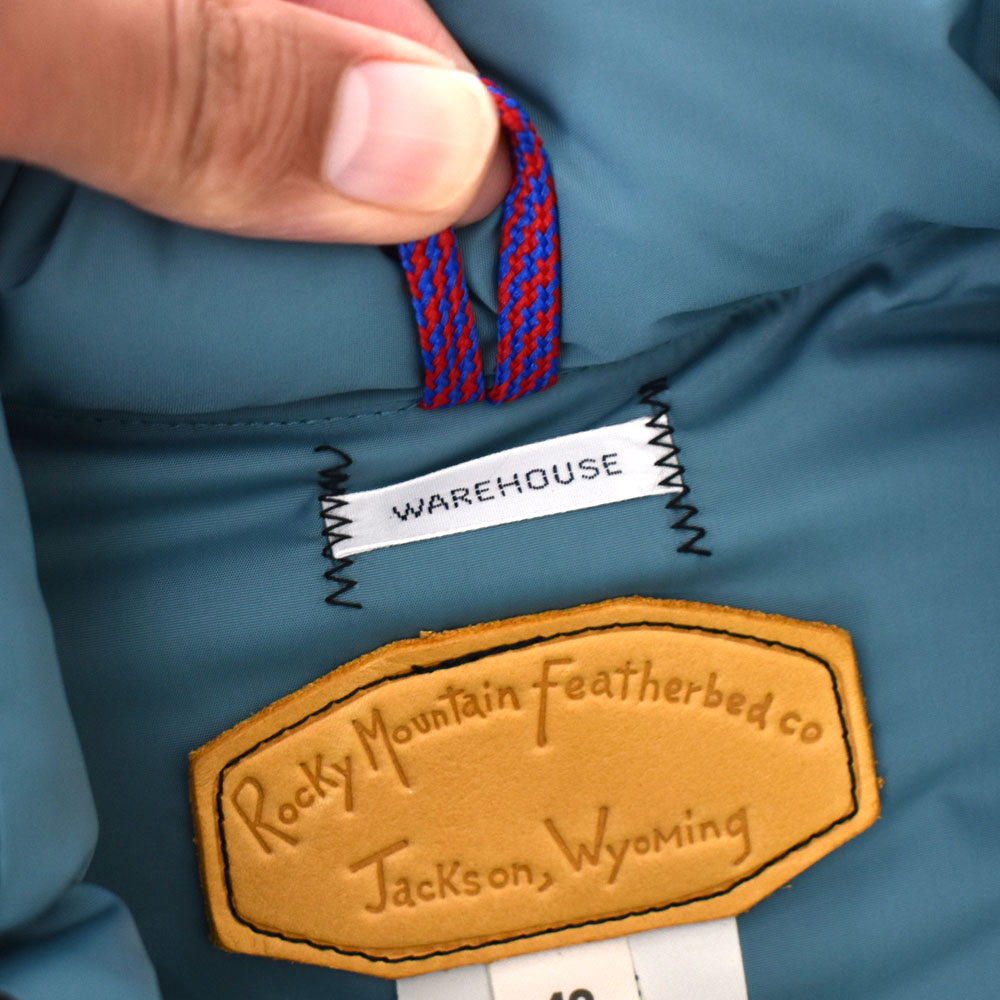 WAREHOUSE
Rocky Mountain Featherbed co
Jackson, Wyoming